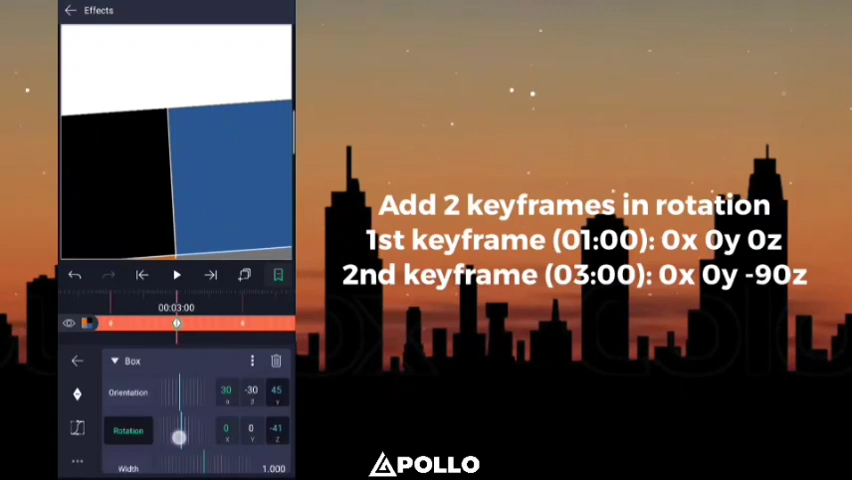 Effects
Add 2 keyframes in rotation
1st keyframe (01:00): 0x 0y 0z
2nd keyframe (03:00): 0x 0y -90z
00:03:00
Box
Orientation 30 -30 45
Rotation 0 0 -41
X Y Z
Width 1.000
APOLLO